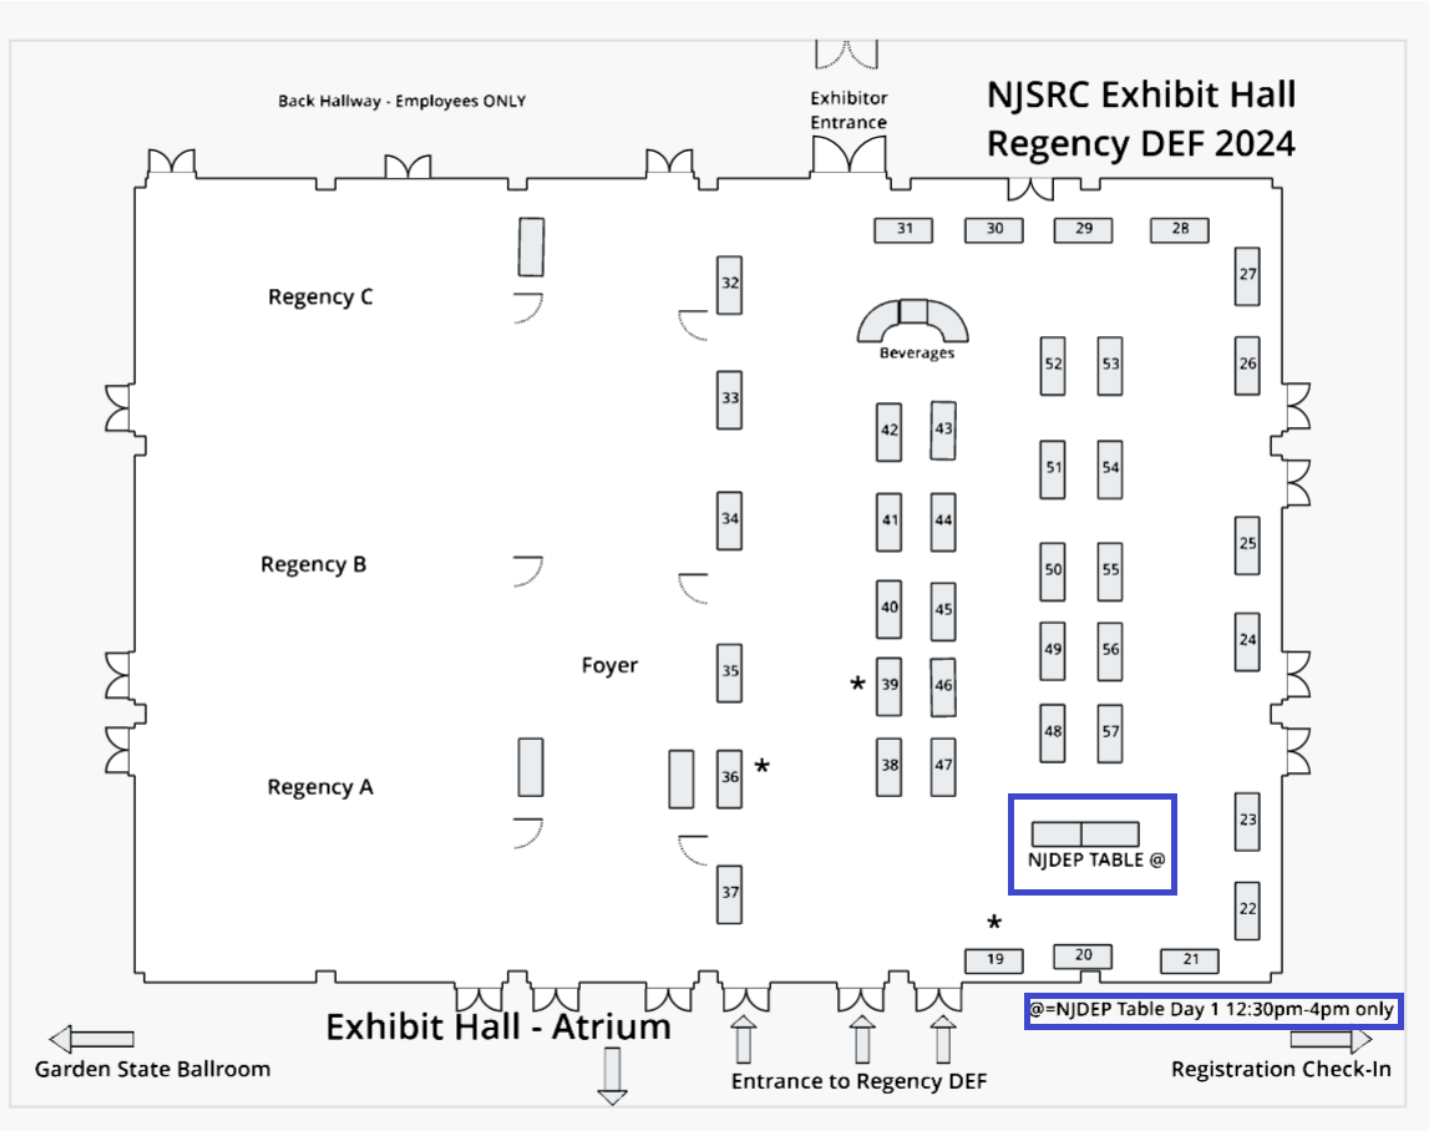 NJSRC Exhibit Hall
Regency DEF 2024
Back Hallway - Employees ONLY
Exhibitor
Entrance
31
30
29
28
27
32
Regency C
Beverages
52
53
26
33
42
43
51
54
34
41
44
25
Regency B
50
55
40
45
24
Foyer
35
49
56
* 39
46
48
57
Regency A
36 *
38
47
23
NJDEP TABLE @
37
22
*
19
20
21
@=NJDEP Table Day 1 12:30pm-4pm only
Exhibit Hall - Atrium
Garden State Ballroom
Entrance to Regency DEF
Registration Check-In